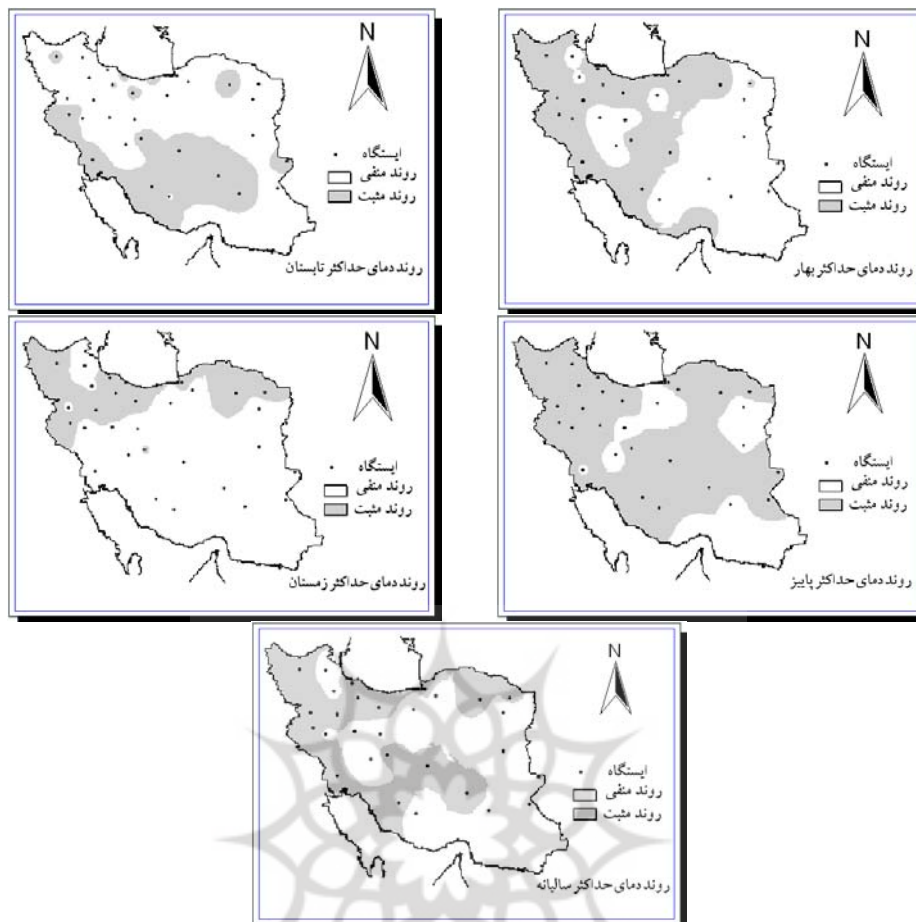 N
ایستگاه
روند منفی
روند مثبت
روند دمای حداکثر بهار
N
ایستگاه
روند منفی
روند مثبت
روند دمای حداکثر تابستان
N
ایستگاه
روند منفی
روند مثبت
روند دمای حداکثر پاییز
N
ایستگاه
روند منفی
روند مثبت
روند دمای حداکثر زمستان
N
ایستگاه
روند منفی
روند مثبت
روند دمای حداکثر سالیانه